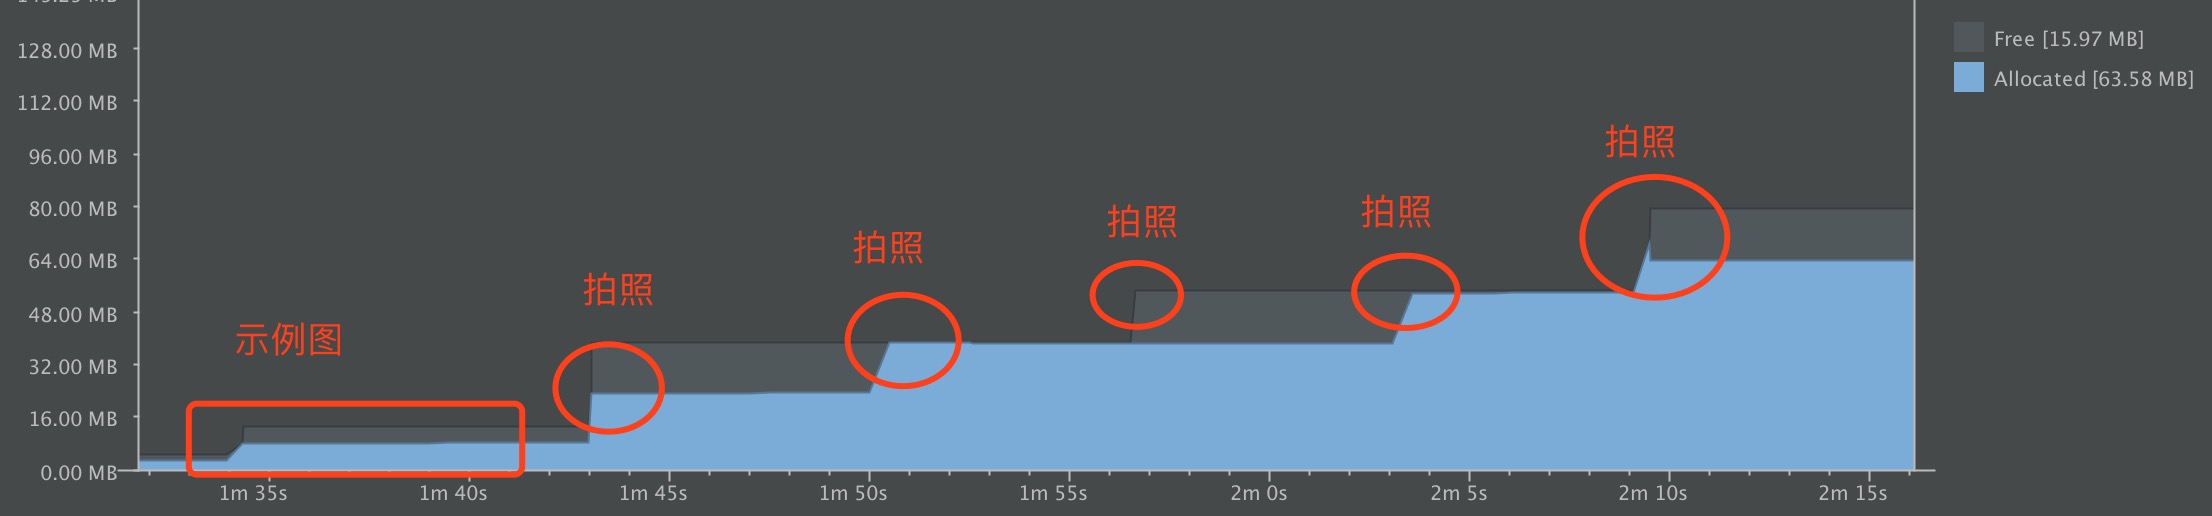 128.00 MB
112.00 MB
96.00 MB
80.00 MB
64.00 MB
48.00 MB
32.00 MB
16.00 MB
0.00 MB
Free [15.97 MB]
Allocated [63.58 MB]
示例图
拍照
拍照
拍照
拍照
拍照
1m 35s
1m 40s
1m 45s
1m 50s
1m 55s
2m 0s
2m 5s
2m 10s
2m 15s